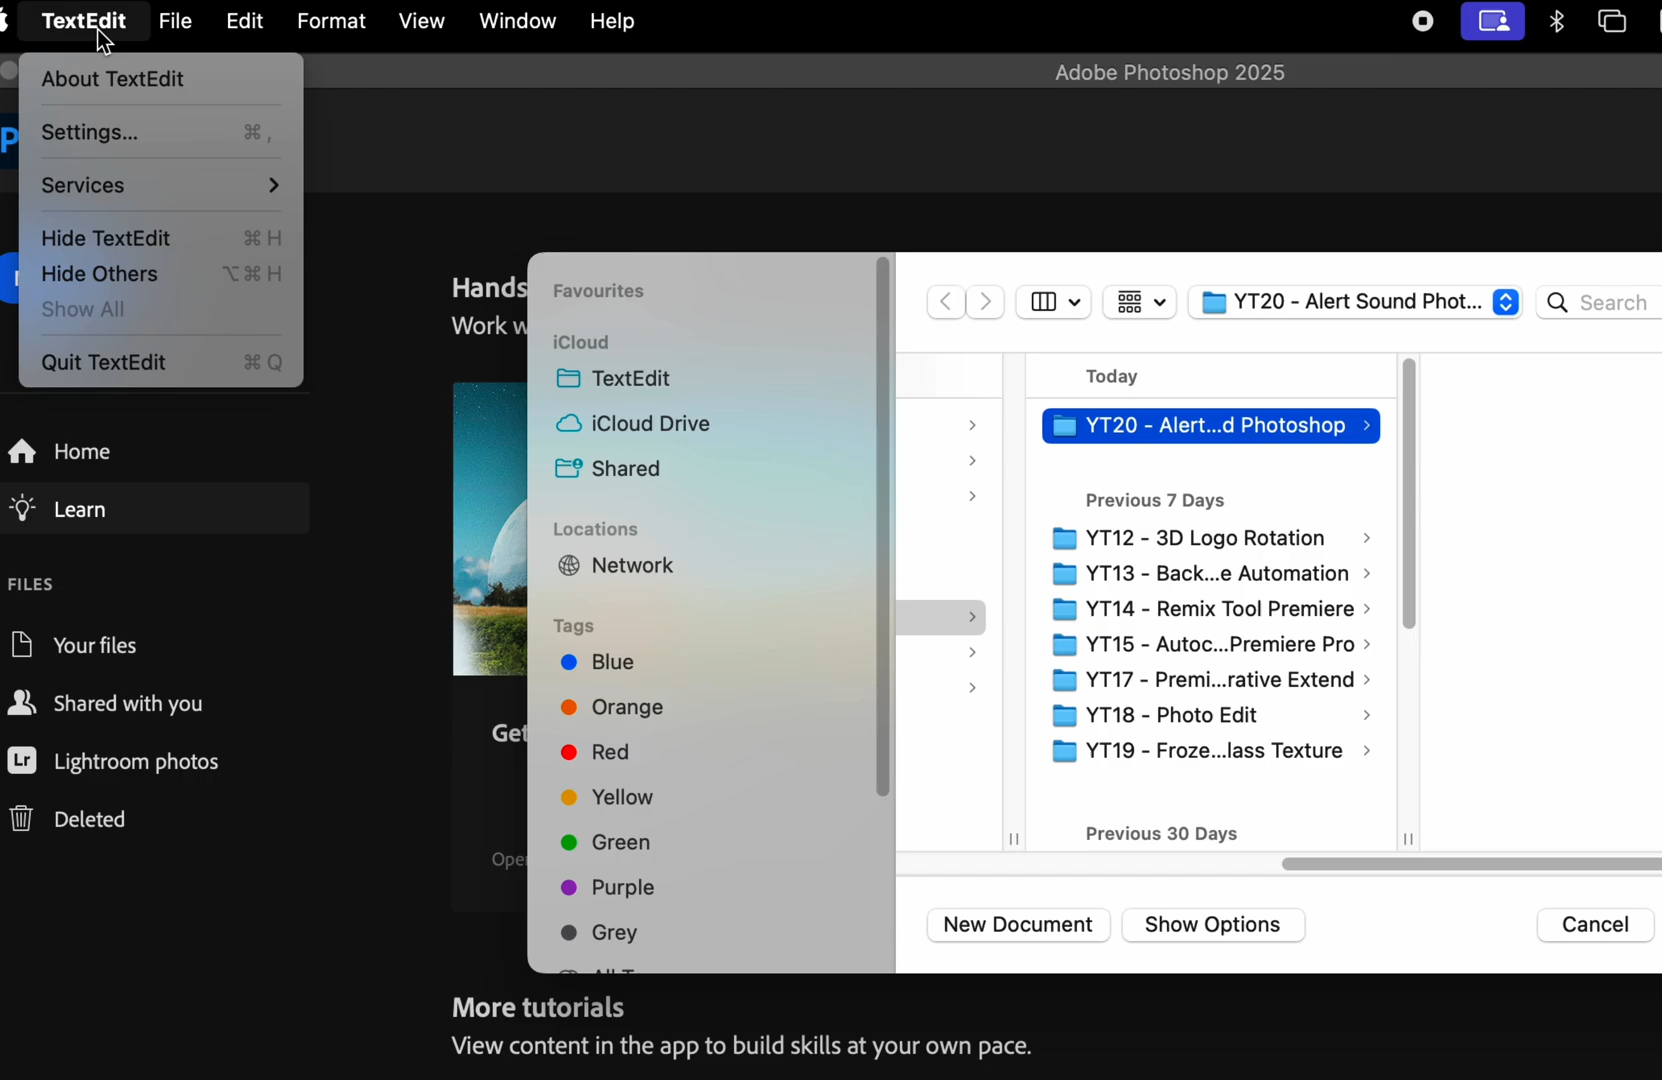 TextEdit File Edit Format View Window Help
Adobe Photoshop 2025
About TextEdit
Settings... ⌘ ,
Services
Hide TextEdit ⌘ H
Hide Others ⌥ ⌘ H
Show All
Quit TextEdit ⌘ Q
Home
Learn
FILES
Your files
Shared with you
Lr Lightroom photos
Deleted
Hands
Work w
Get
Open
Favourites
iCloud
TextEdit
iCloud Drive
Shared
Locations
Network
Tags
Blue
Orange
Red
Yellow
Green
Purple
Grey
YT20 - Alert Sound Phot... Search
Today
YT20 - Alert...d Photoshop
Previous 7 Days
YT12 - 3D Logo Rotation
YT13 - Back...e Automation
YT14 - Remix Tool Premiere
YT15 - Autoc...Premiere Pro
YT17 - Premi...rative Extend
YT18 - Photo Edit
YT19 - Froze...lass Texture
Previous 30 Days
New Document Show Options Cancel
More tutorials
View content in the app to build skills at your own pace.